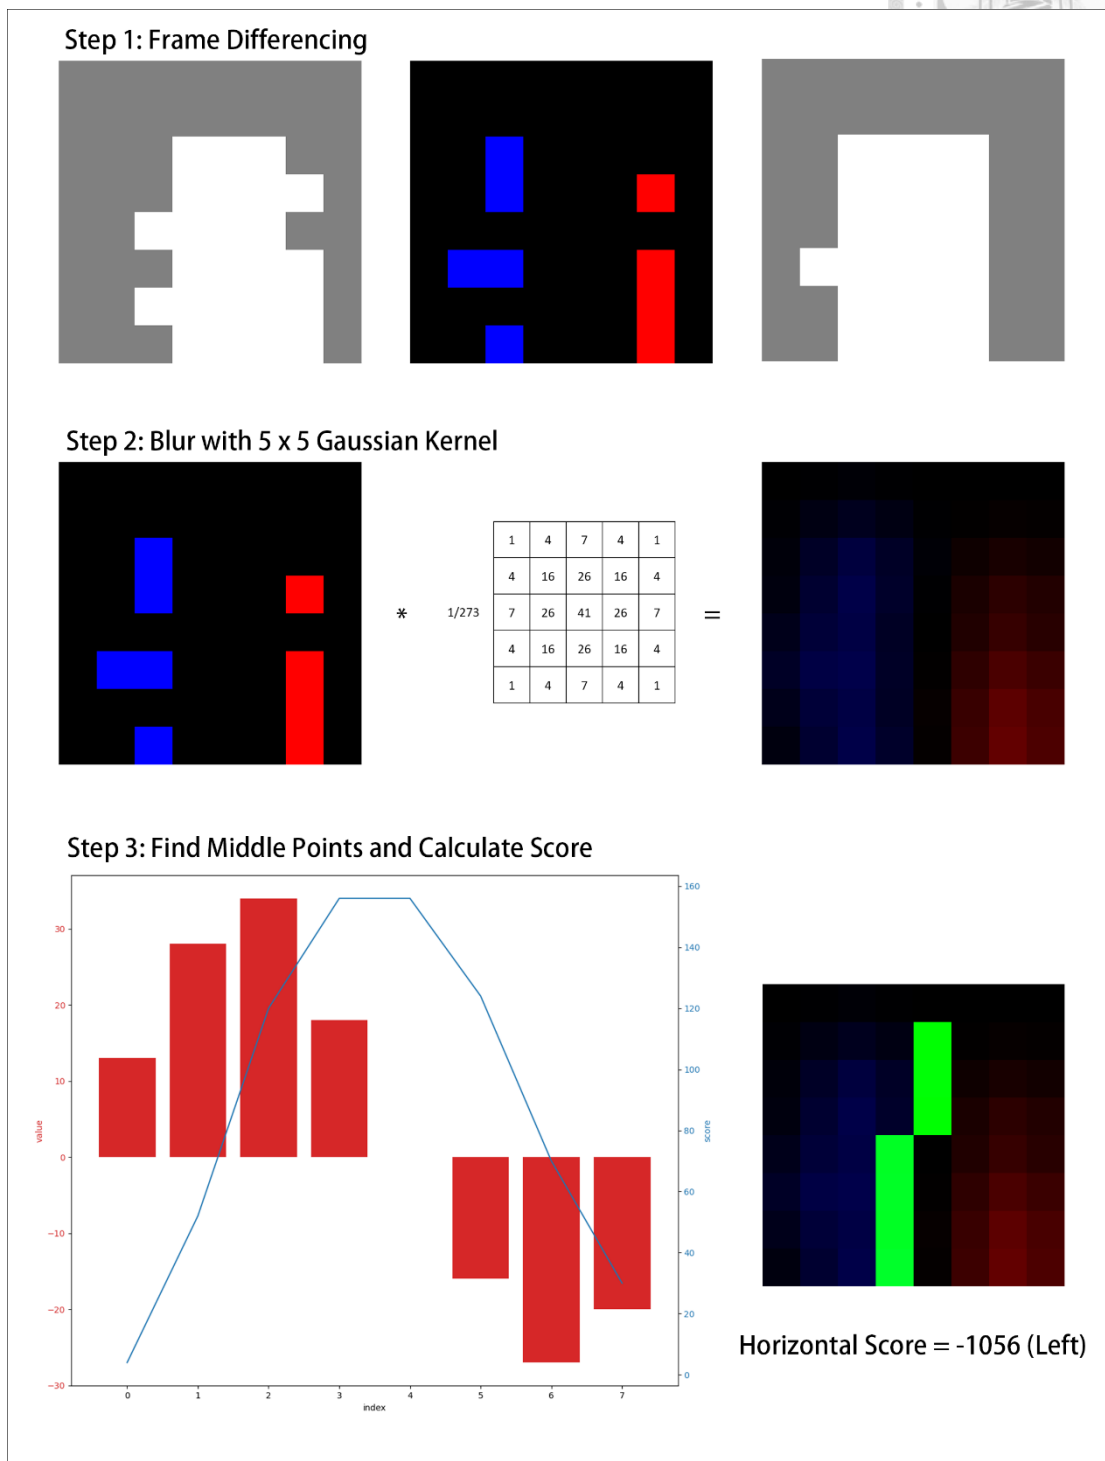 Step 1: Frame Differencing
Step 2: Blur with 5 x 5 Gaussian Kernel
1 4 7 4 1
4 16 26 16 4
* 1/273 7 26 41 26 7 =
4 16 26 16 4
1 4 7 4 1
Step 3: Find Middle Points and Calculate Score
160
30
140
20
120
10
100
value
0
80
score
60
−10
40
−20
20
0
−30
0 1 2 3 4 5 6 7
index
Horizontal Score = -1056 (Left)